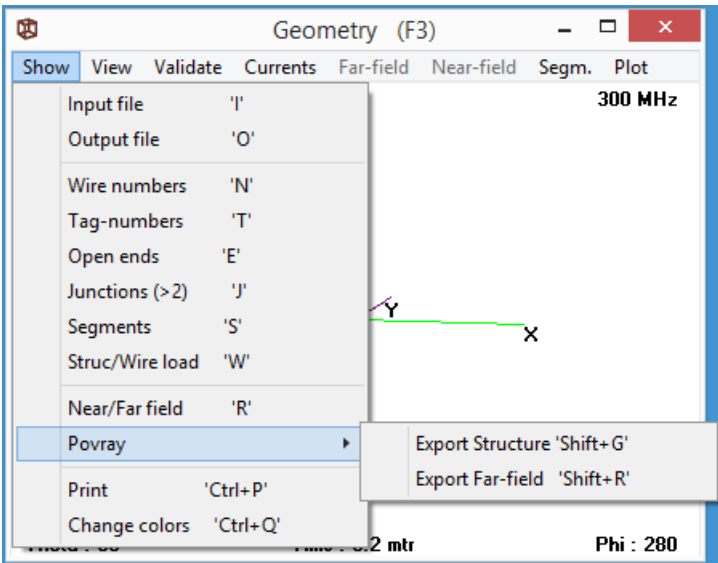 Geometry (F3)
Show View Validate Currents Far-field Near-field Segm. Plot
300 MHz
Input file 'I'
Output file 'O'
Wire numbers 'N'
Tag-numbers 'T'
Open ends 'E'
Junctions (>2) 'J'
Segments 'S'
Struc/Wire load 'W'
Near/Far field 'R'
Povray
Export Structure 'Shift+G'
Export Far-field 'Shift+R'
Print 'Ctrl+P'
Change colors 'Ctrl+Q'
Y
X
mtr
Phi : 280